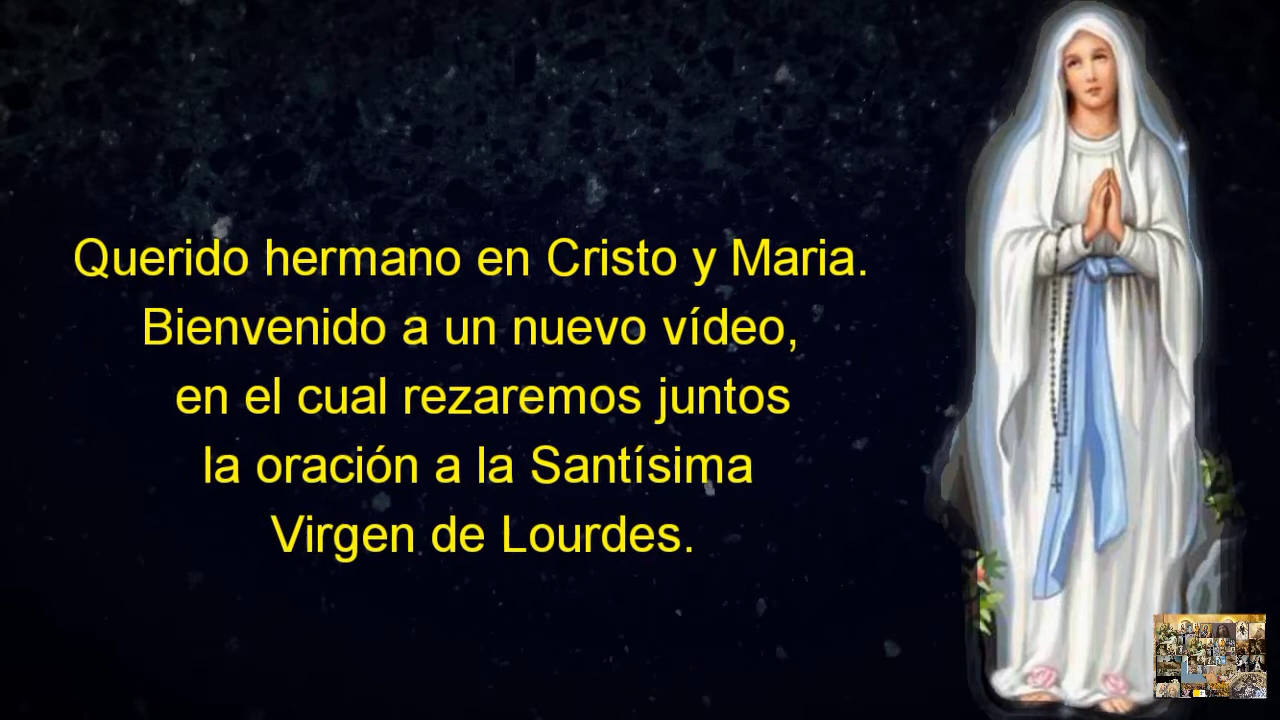 Querido hermano en Cristo y Maria.
Bienvenido a un nuevo vídeo,
en el cual rezaremos juntos
la oración a la Santísima
Virgen de Lourdes.